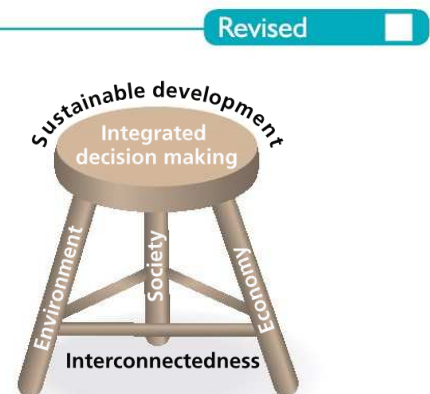 Revised
Sustainable development
Integrated
decision making
Environment
Society
Economy
Interconnectedness